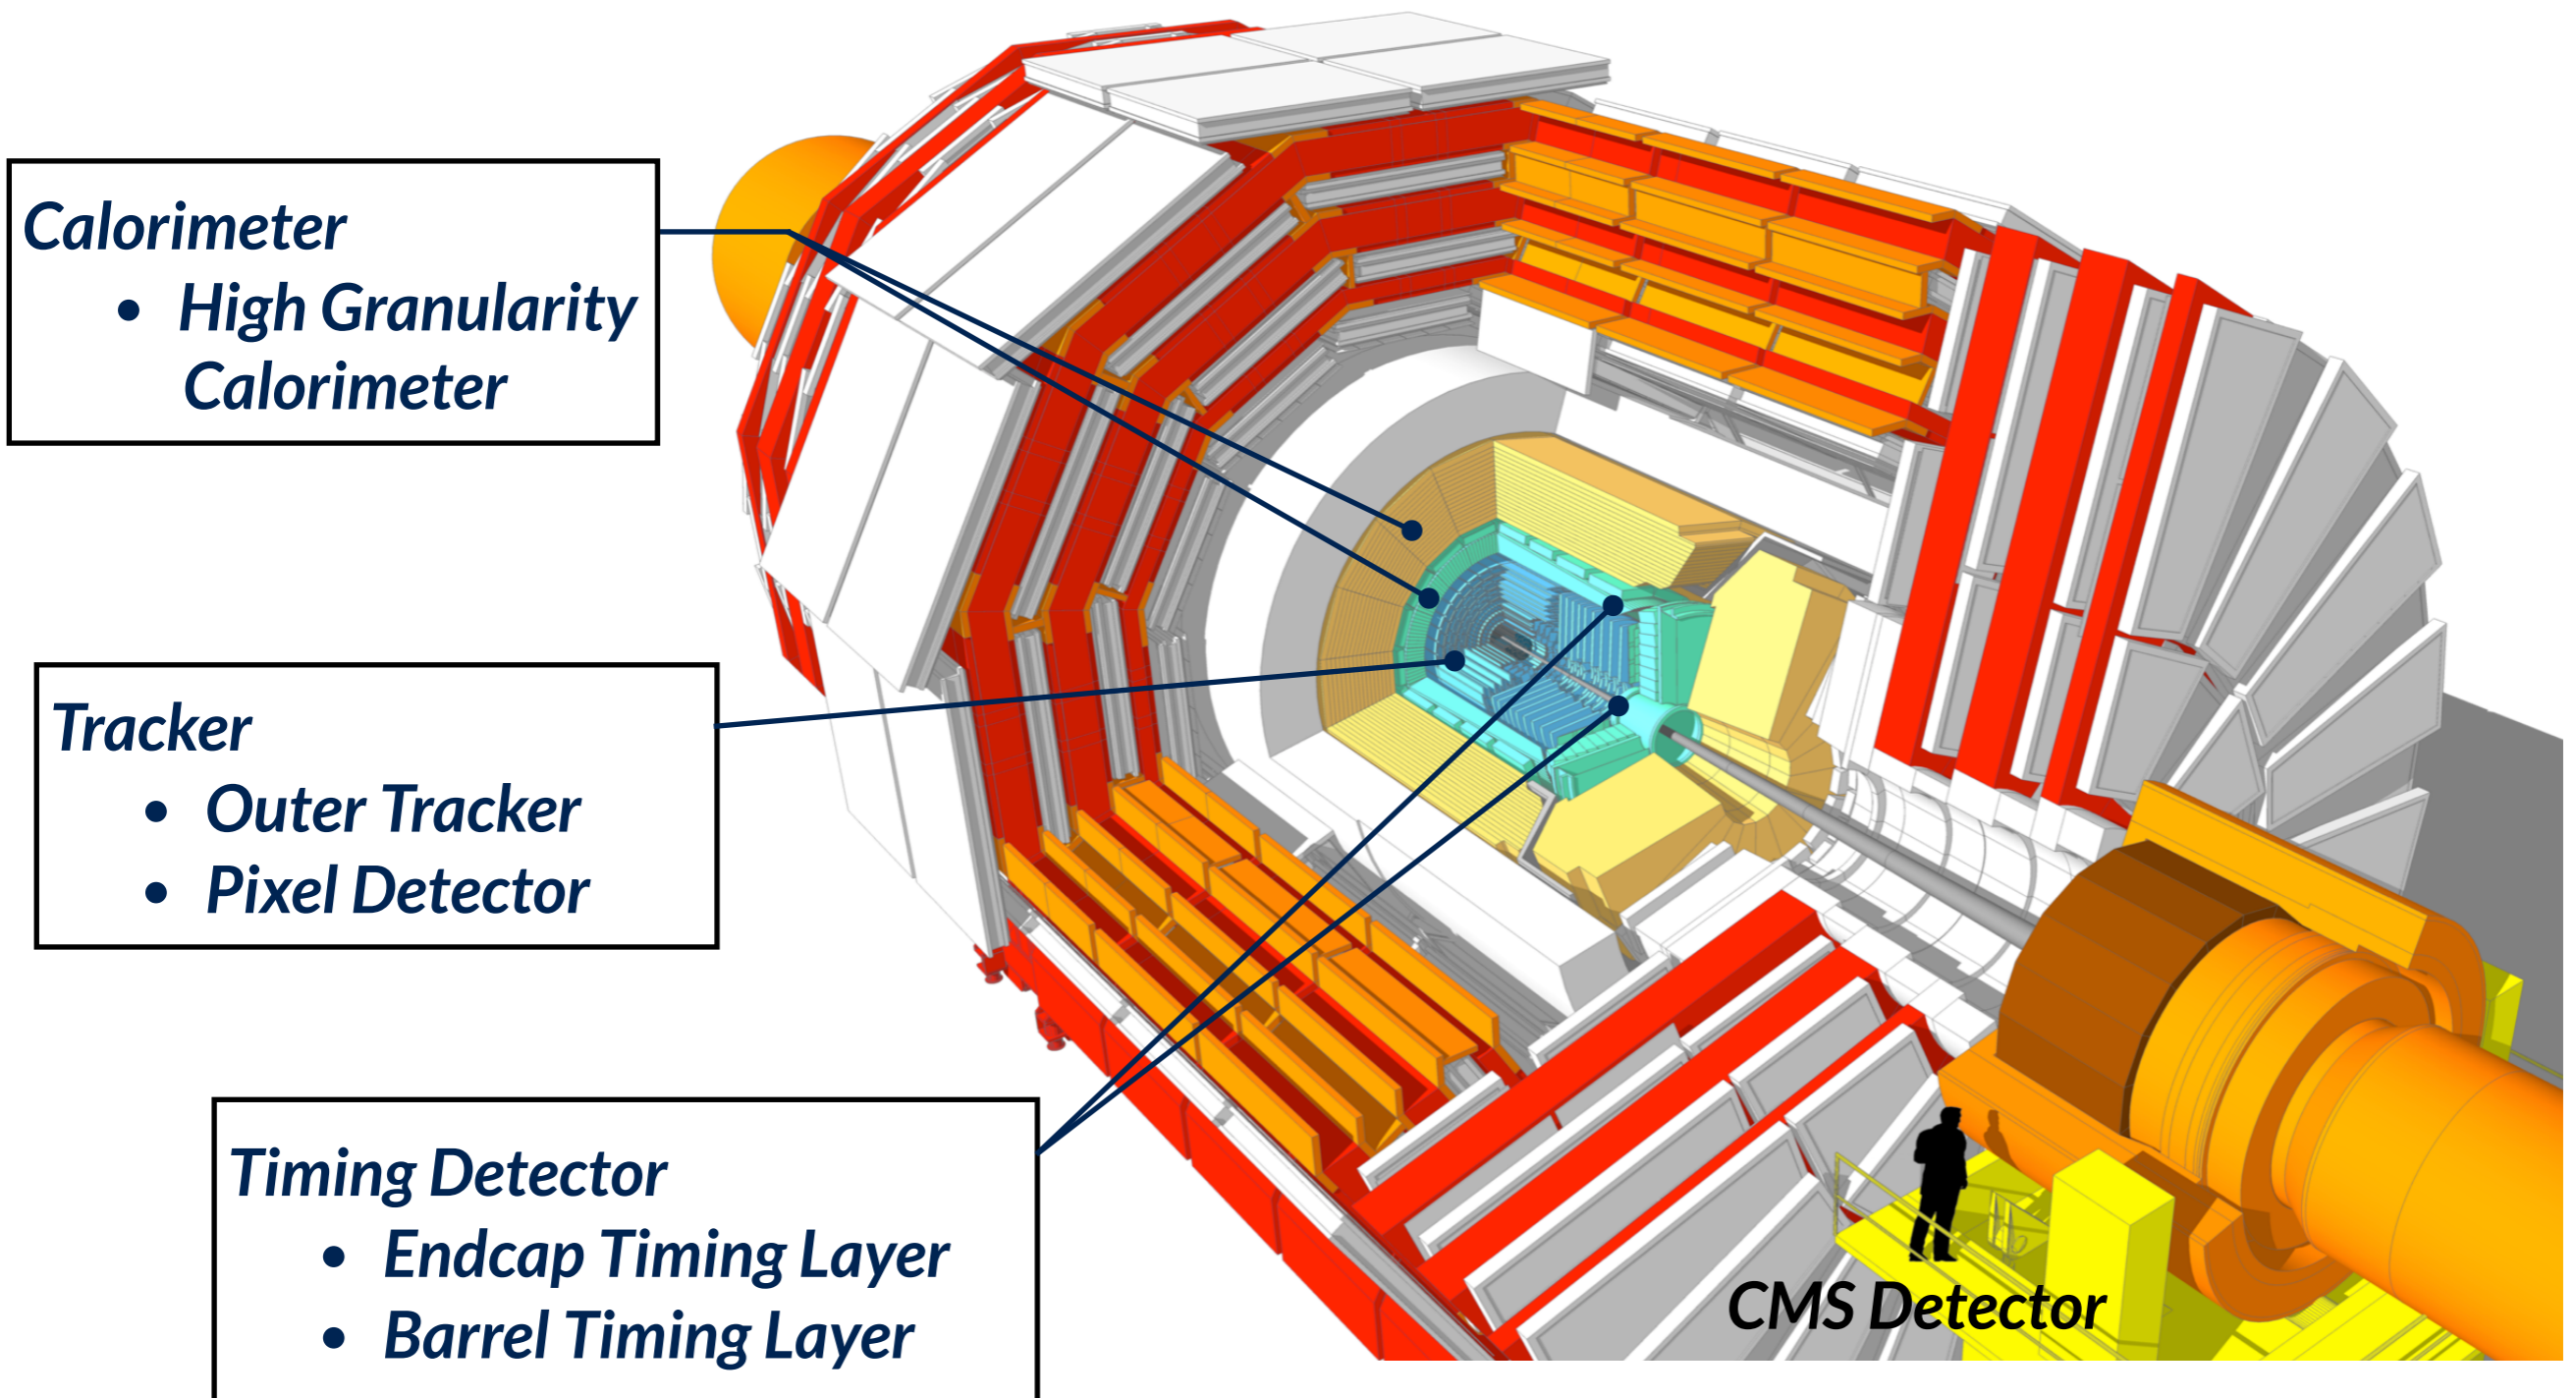 Calorimeter
• High Granularity
Calorimeter
Tracker
• Outer Tracker
• Pixel Detector
Timing Detector
• Endcap Timing Layer
• Barrel Timing Layer
CMS Detector